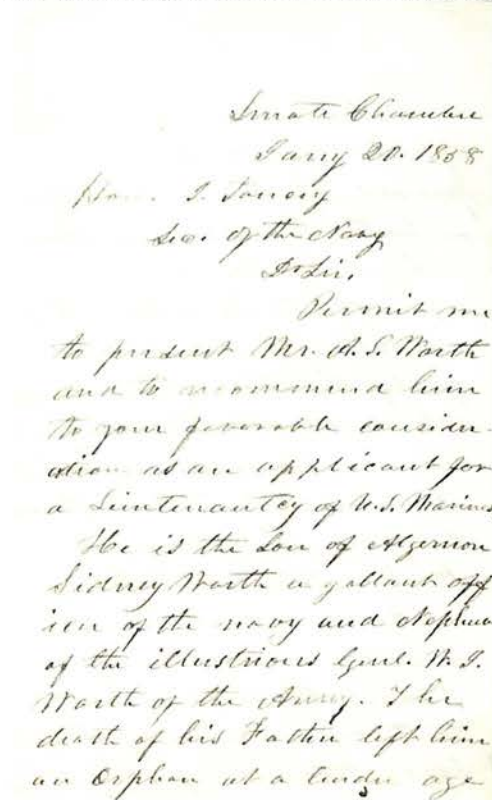 Senate Chamber
Jany 20. 1858
Hon. I. Toucey
Sec. of the Navy
Dr Sir,
Permit me
to present Mr. A. S. Worth
and to recommend him
to your favorable consider-
ation as an applicant for
a Lieutenantcy of U.S. Marines
He is the Son of Algernon
Sidney Worth a gallant off
icer of the navy and Nephew
of the illustrious Genl. W. J.
Worth of the Army. The
death of his Father left him
an Orphan at a tender age